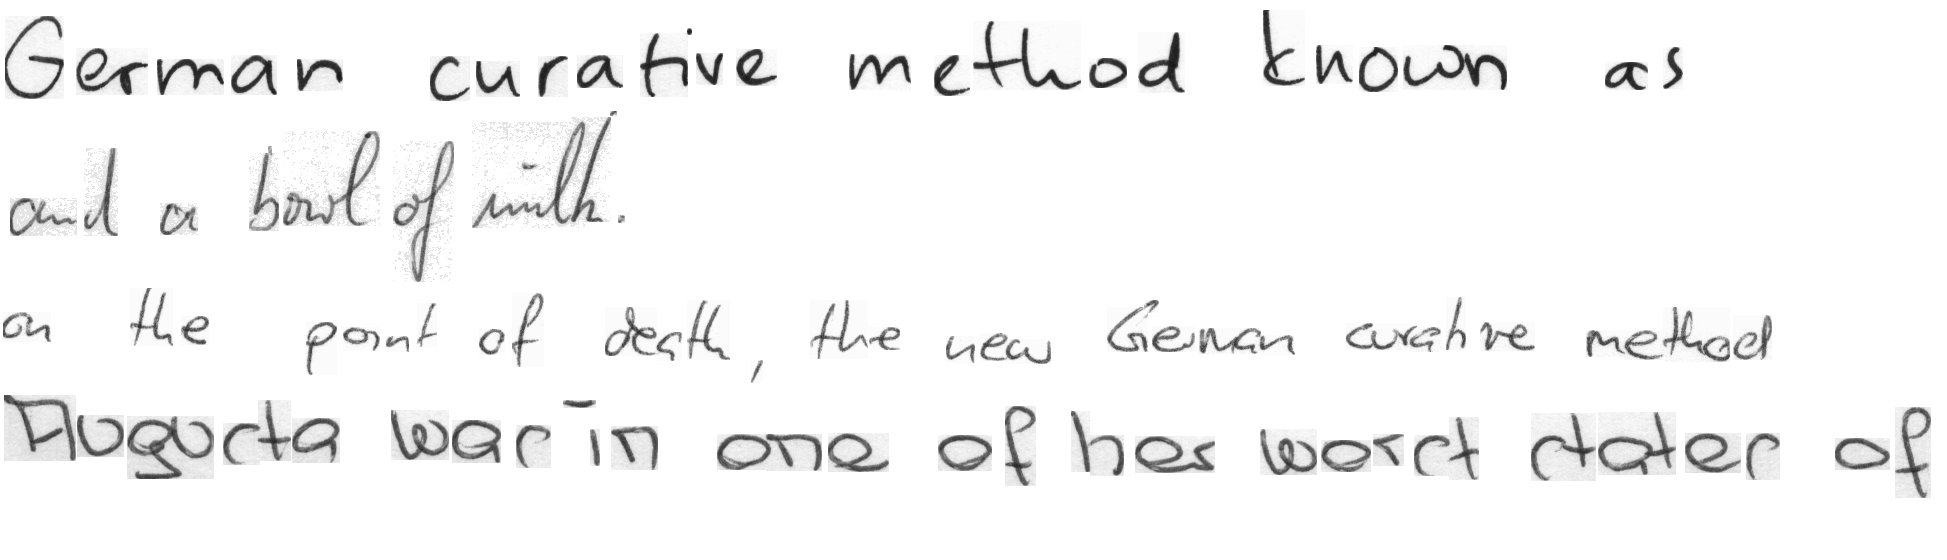 German curative method known as
and a bowl of milk.
on the point of death, the new German curative method
Augusta was in one of her worst states of